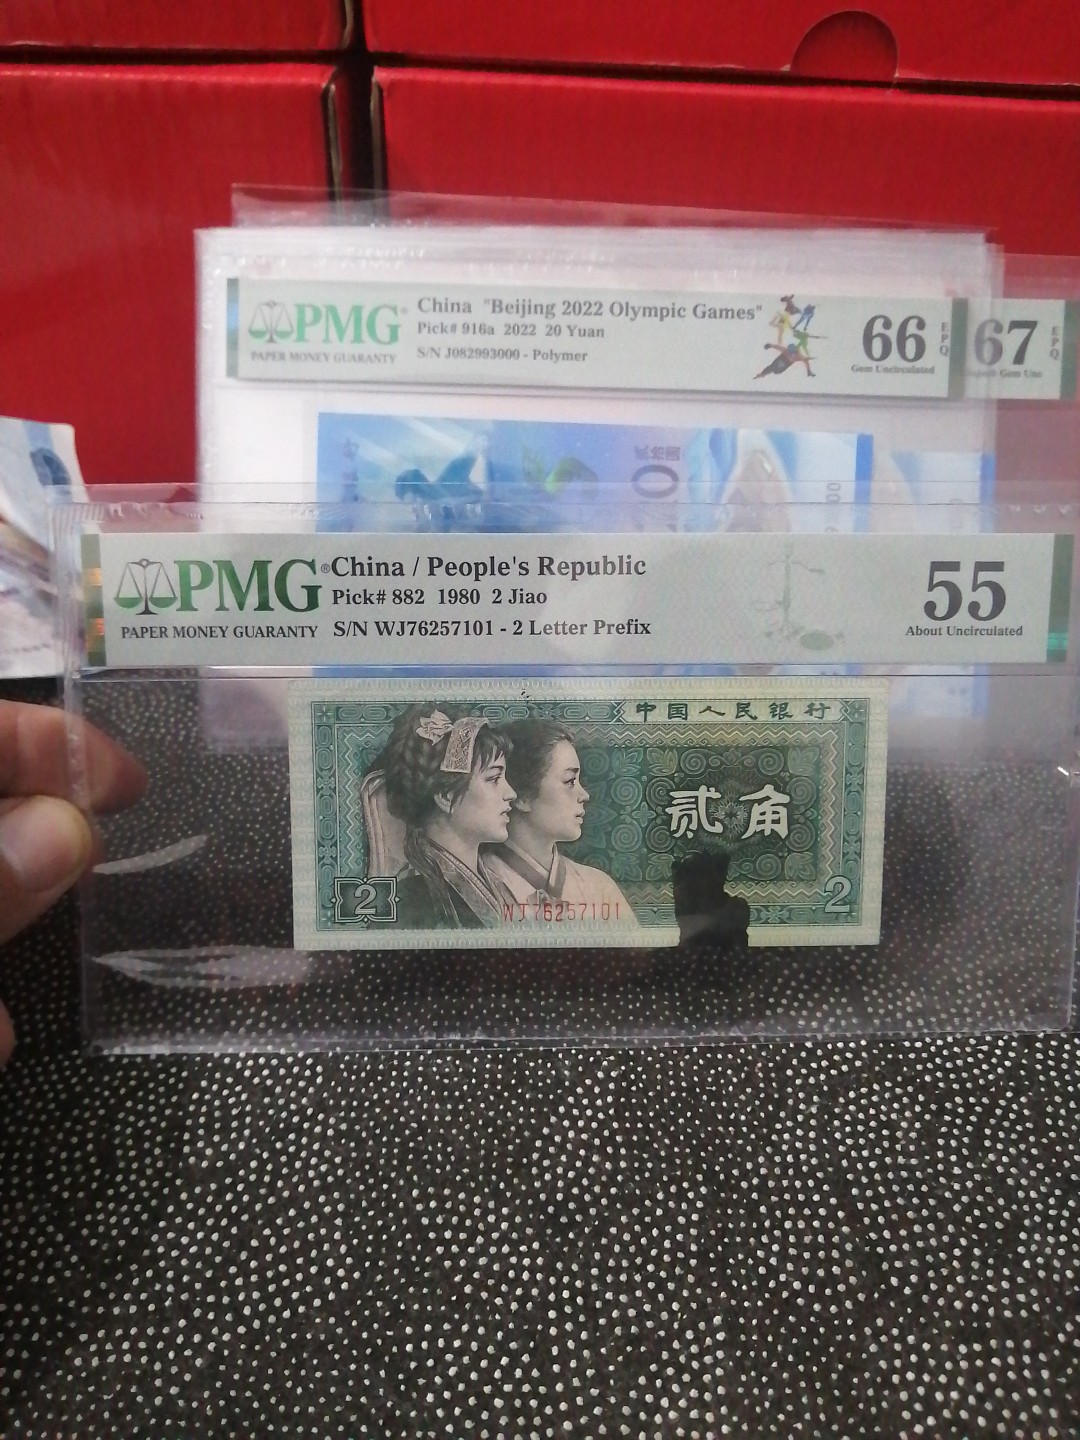 PMG®
PAPER MONEY GUARANTY
China "Beijing 2022 Olympic Games"
Pick# 916a 2022 20 Yuan
S/N J082993000 - Polymer
66
EPQ
Gem Uncirculated
67
EPQ
Gem Unc
PMG®
PAPER MONEY GUARANTY
China / People's Republic
Pick# 882 1980 2 Jiao
S/N WJ76257101 - 2 Letter Prefix
55
About Uncirculated
中国人民银行
贰角
2
WJ76257101
2